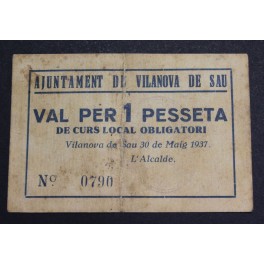 AJUNTAMENT DE VILANOVA DE SAU
VAL PER 1 PESSETA
DE CURS LOCAL OBLIGATORI
Vilanova de Sau 30 de Maig 1937
L'Alcalde.
Nº 0790